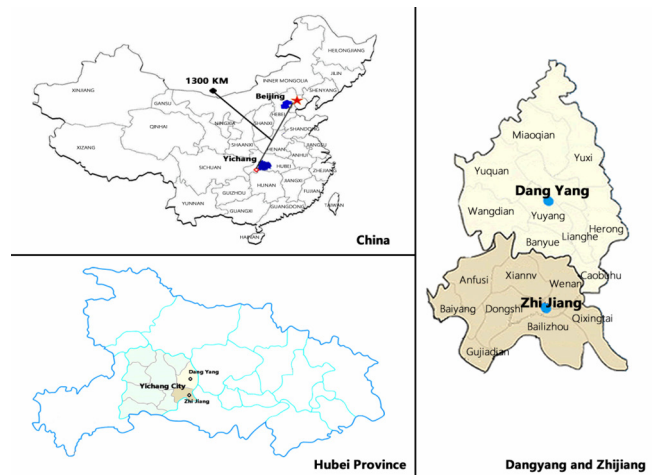 HEILONGJIANG
JILIN
INNER MONGOLIA
SHENYANG
1300 KM
XINJIANG
GANSU
Beijing
HEBEI
NINGXIA
SHANXI
SHANDONG
QINHAI
SHAANXI
HENAN
JIANGSU
XIZANG
Yichang
ANHUI
SICHUAN
HUBEI
ZHEJIANG
HUNAN
JIANGXI
GUIZHOU
FUJIAN
YUNNAN
GUANGXI
GUANGDONG
TAIWAN
HAINAN
China
Yichang City
Dang Yang
Zhi Jiang
Hubei Province
Miaoqian
Yuxi
Yuquan
Dang Yang
Wangdian
Yuyang
Herong
Lianghe
Banyue
Caobuhu
Anfusi
Xiannv
Wenan
Zhi Jiang
Baiyang
Dongshi
Qixingtai
Bailizhou
Gujiadian
Dangyang and Zhijiang